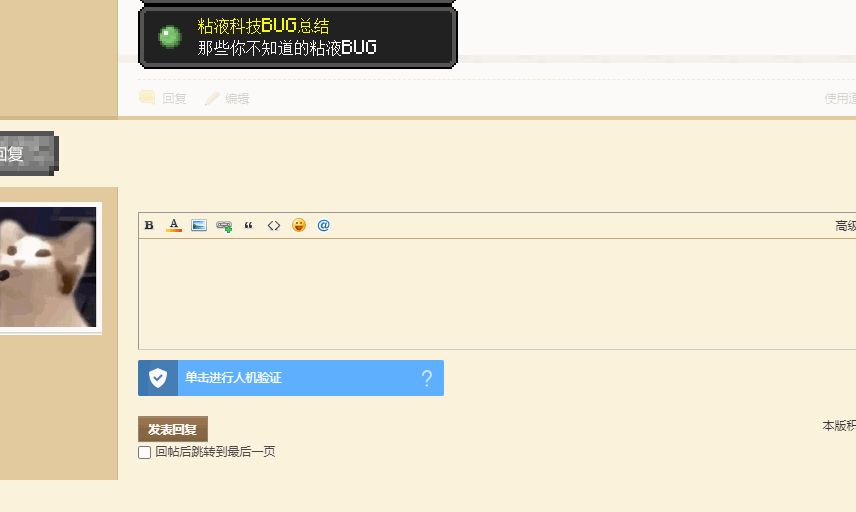 粘液科技BUG总结
那些你不知道的粘液BUG
回复
编辑
使用道
回复
B A “ <> @
高级
单击进行人机验证
?
发表回复
本版积
回帖后跳转到最后一页